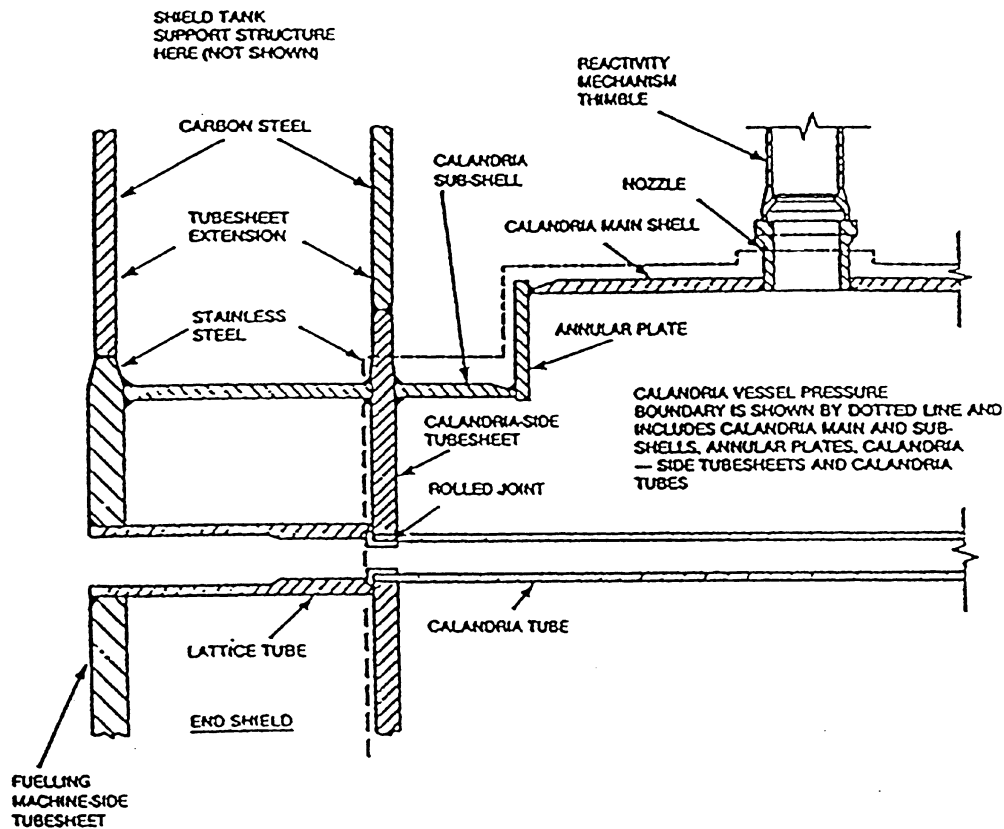 SHIELD TANK
SUPPORT STRUCTURE
HERE (NOT SHOWN)
REACTIVITY
MECHANISM
THIMBLE
CARBON STEEL
CALANDRIA
SUB-SHELL
NOZZLE
TUBESHEET
EXTENSION
CALANDRIA MAIN SHELL
STAINLESS
STEEL
ANNULAR PLATE
CALANDRIA VESSEL PRESSURE
BOUNDARY IS SHOWN BY DOTTED LINE AND
INCLUDES CALANDRIA MAIN AND SUB-
SHELLS, ANNULAR PLATES, CALANDRIA
— SIDE TUBESHEETS AND CALANDRIA
TUBES
CALANDRIA-SIDE
TUBESHEET
ROLLED JOINT
CALANDRIA TUBE
LATTICE TUBE
END SHIELD
FUELLING
MACHINE-SIDE
TUBESHEET